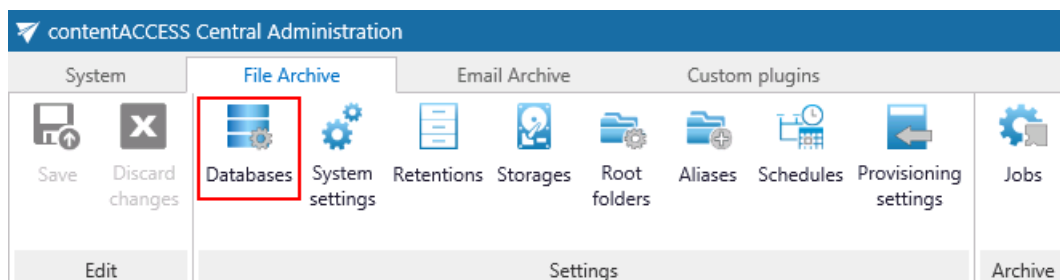 contentACCESS Central Administration
System File Archive Email Archive Custom plugins
Save Discard Databases System Retentions Storages Root Aliases Schedules Provisioning Jobs
changes settings folders settings
Edit Settings Archive